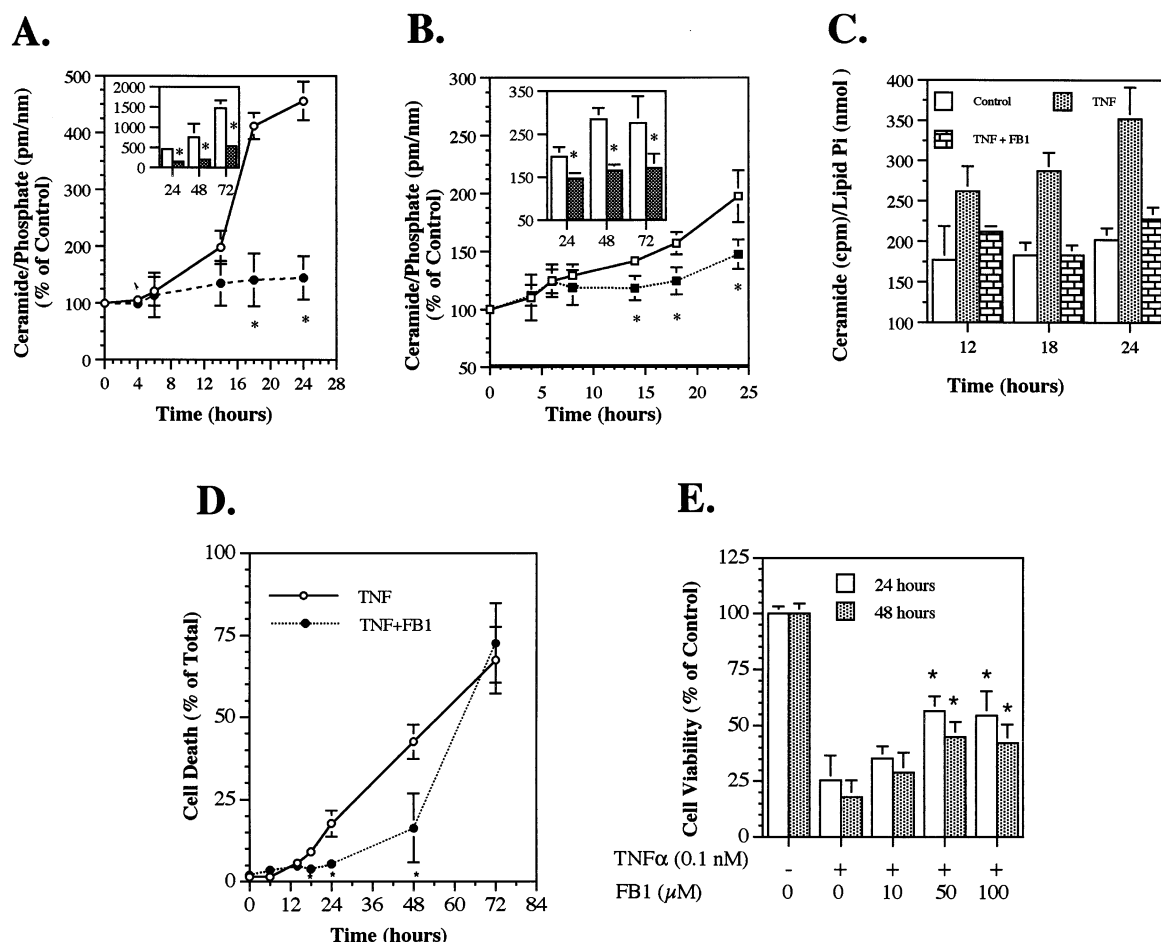 A.
Ceramide/Phosphate (pm/nm)
(% of Control)
500
400
300
200
100
0
2000
1500
1000
500
0
24 48 72
* * *
* *
0 4 8 12 16 20 24 28
Time (hours)
B.
Ceramide/Phosphate (pm/nm)
(% of Control)
300
250
200
150
100
50
350
250
150
50
24 48 72
* * *
* * *
0 5 10 15 20 25
Time (hours)
C.
Ceramide (cpm)/Lipid Pi (nmol )
400
350
300
250
200
150
100
Control TNF
TNF + FB1
12 18 24
Time (hours)
D.
Cell Death (% of Total)
100
75
50
25
0
TNF
TNF+FB1
* * *
0 12 24 36 48 60 72 84
Time (hours)
E.
Cell Viability (% of Control)
125
100
75
50
25
0
24 hours
48 hours
* * * *
TNFα (0.1 nM) - + + + +
FB1 (μM) 0 0 10 50 100